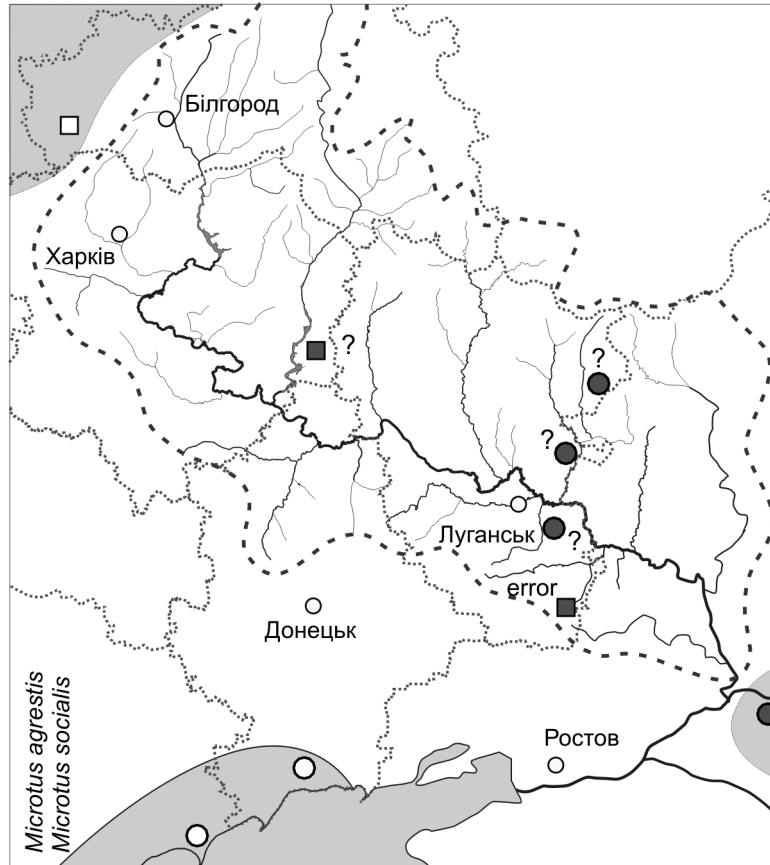 Білгород
Харків
?
?
?
Луганськ
?
error
Донецьк
Ростов
Microtus agrestis
Microtus socialis